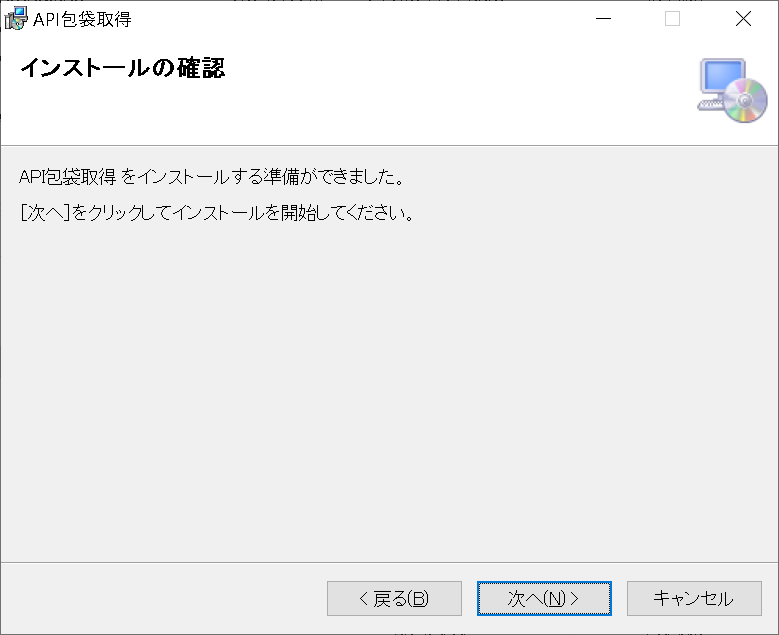 API包袋取得
インストールの確認
API包袋取得 をインストールする準備ができました。
[次へ]をクリックしてインストールを開始してください。
< 戻る(B)
次へ(N) >
キャンセル